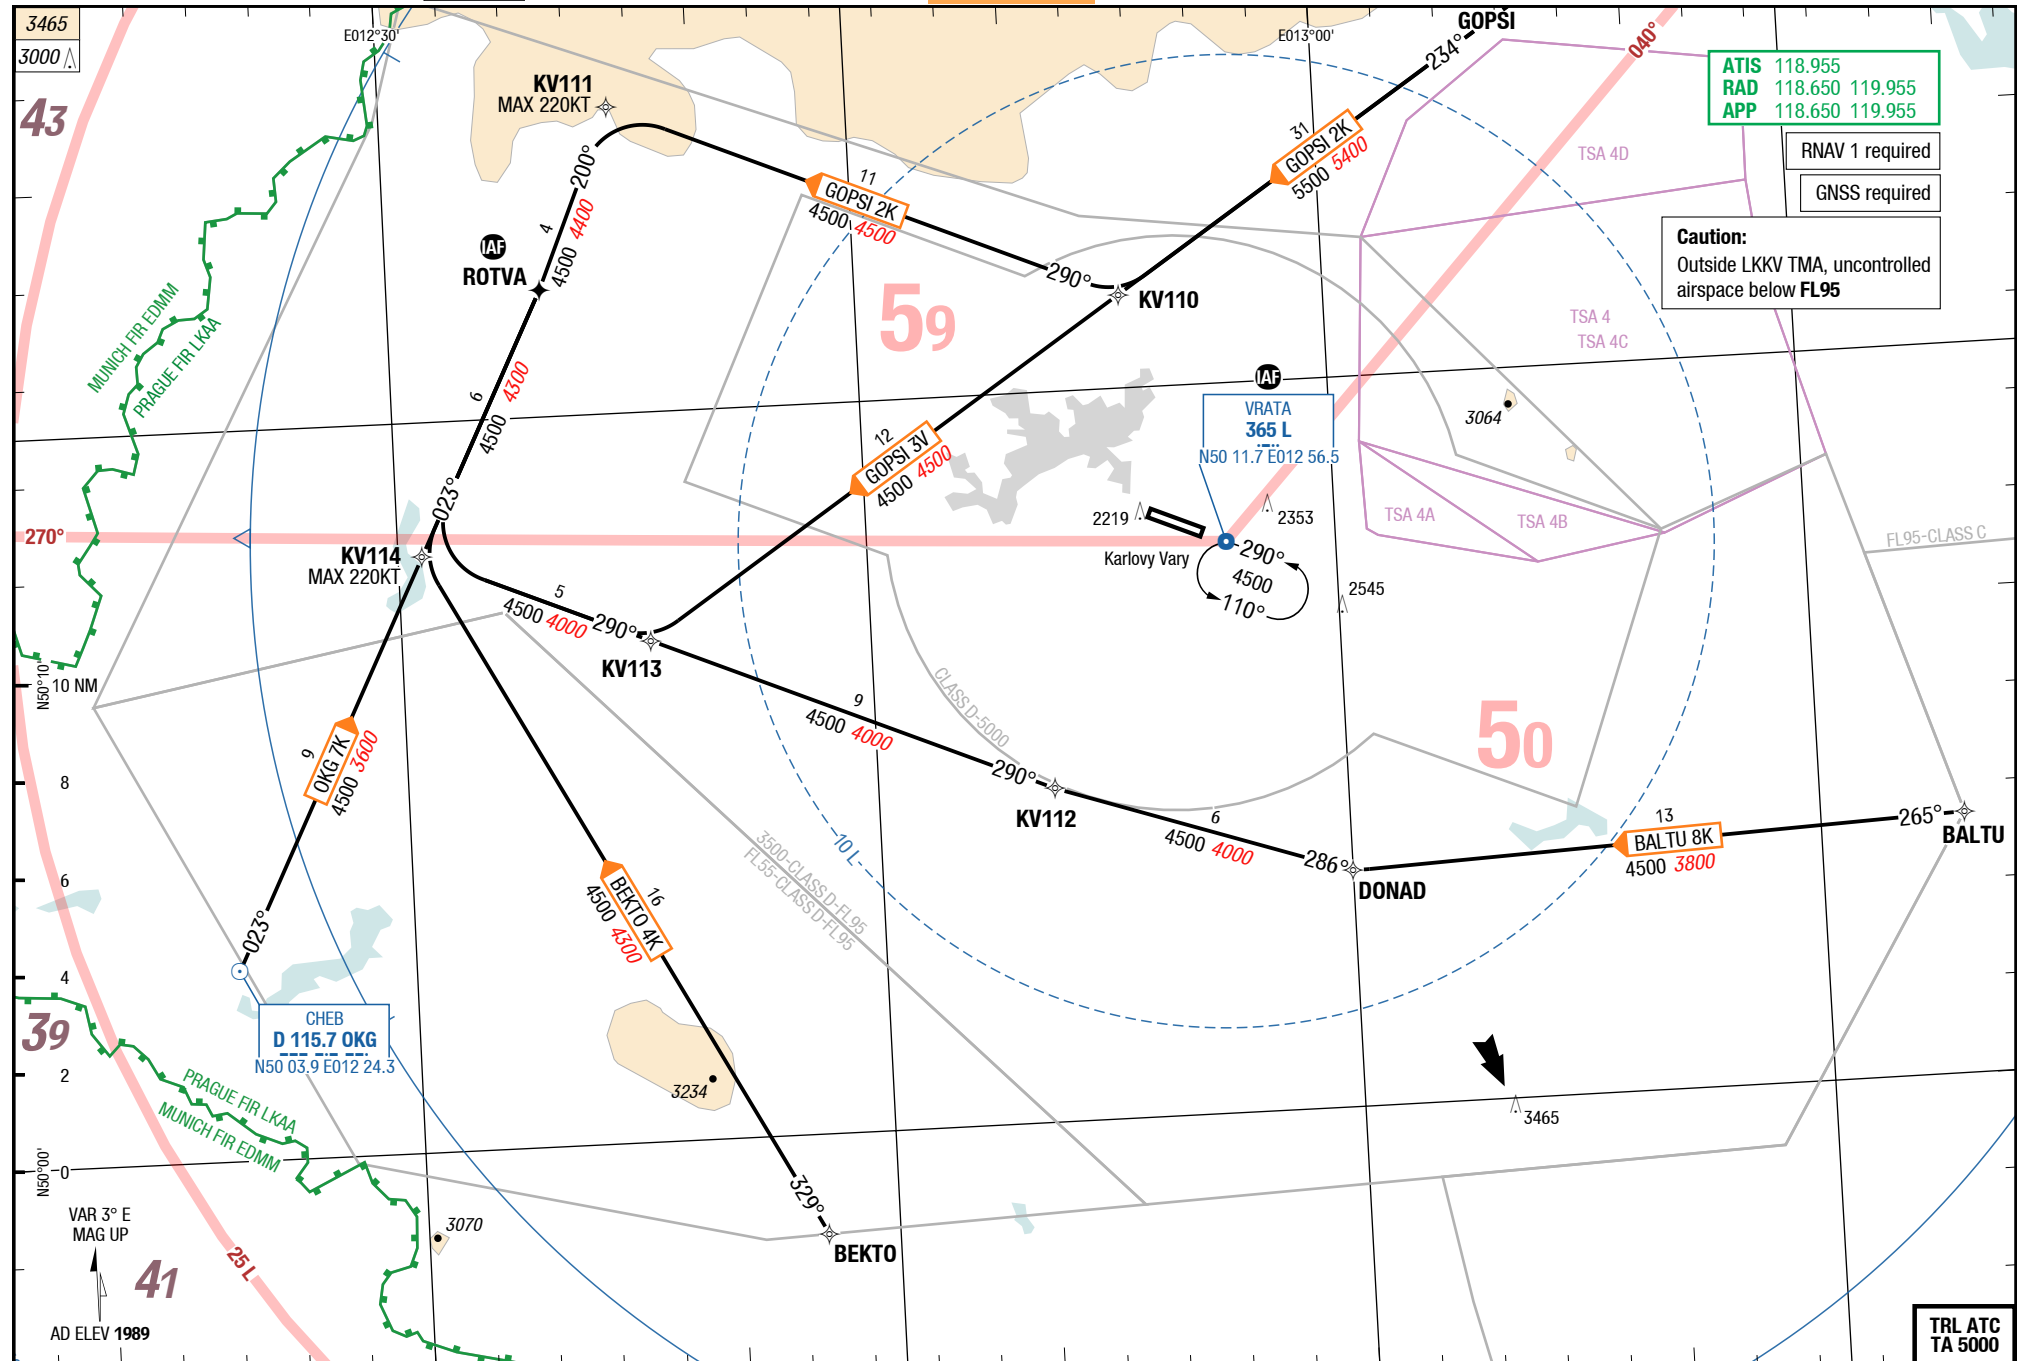 3465
3000
E012°30'
E013°00'
GOPSI
234°
040°
ATIS 118.955
RAD 118.650 119.955
APP 118.650 119.955
RNAV 1 required
GNSS required
Caution:
Outside LKKV TMA, uncontrolled
airspace below FL95
43
KV111
MAX 220KT
200°
4
4500 4400
IAF
ROTVA
11
GOPSI 2K
4500 4500
31
GOPSI 2K
5500 5400
TSA 4D
290°
KV110
59
MUNICH FIR EDMM
PRAGUE FIR LKAA
TSA 4
TSA 4C
6
4500 4300
IAF
VRATA
365 L
N50 11.7 E012 56.5
3064
12
GOPSI 3V
4500 4500
023°
270°
KV114
MAX 220KT
2219
2353
Karlovy Vary
290°
4500
110°
2545
TSA 4A
TSA 4B
FL95-CLASS C
5
4500 4000
290°
KV113
N50°10'
10 NM
8
6
4
2
0
N50°00'
9
OKG 7K
4500 3600
9
4500 4000
CLASS D-5000
290°
KV112
50
6
4500 4000
286°
DONAD
13
BALTU 8K
4500 3800
265°
BALTU
3500-CLASS D-FL95
FL55-CLASS D-FL95
10 L
16
BEKTO 4K
4500 4300
023°
CHEB
D 115.7 OKG
N50 03.9 E012 24.3
39
PRAGUE FIR LKAA
MUNICH FIR EDMM
3234
3465
329°
BEKTO
3070
VAR 3° E
MAG UP
41
25 L
AD ELEV 1989
TRL ATC
TA 5000